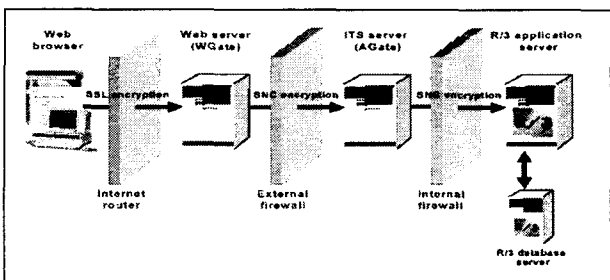 Web browser
Web server (WGate)
ITS server (AGate)
R/3 application server
SSL encryption
SNC encryption
SNC encryption
Internet router
External firewall
Internal firewall
R/3 database server